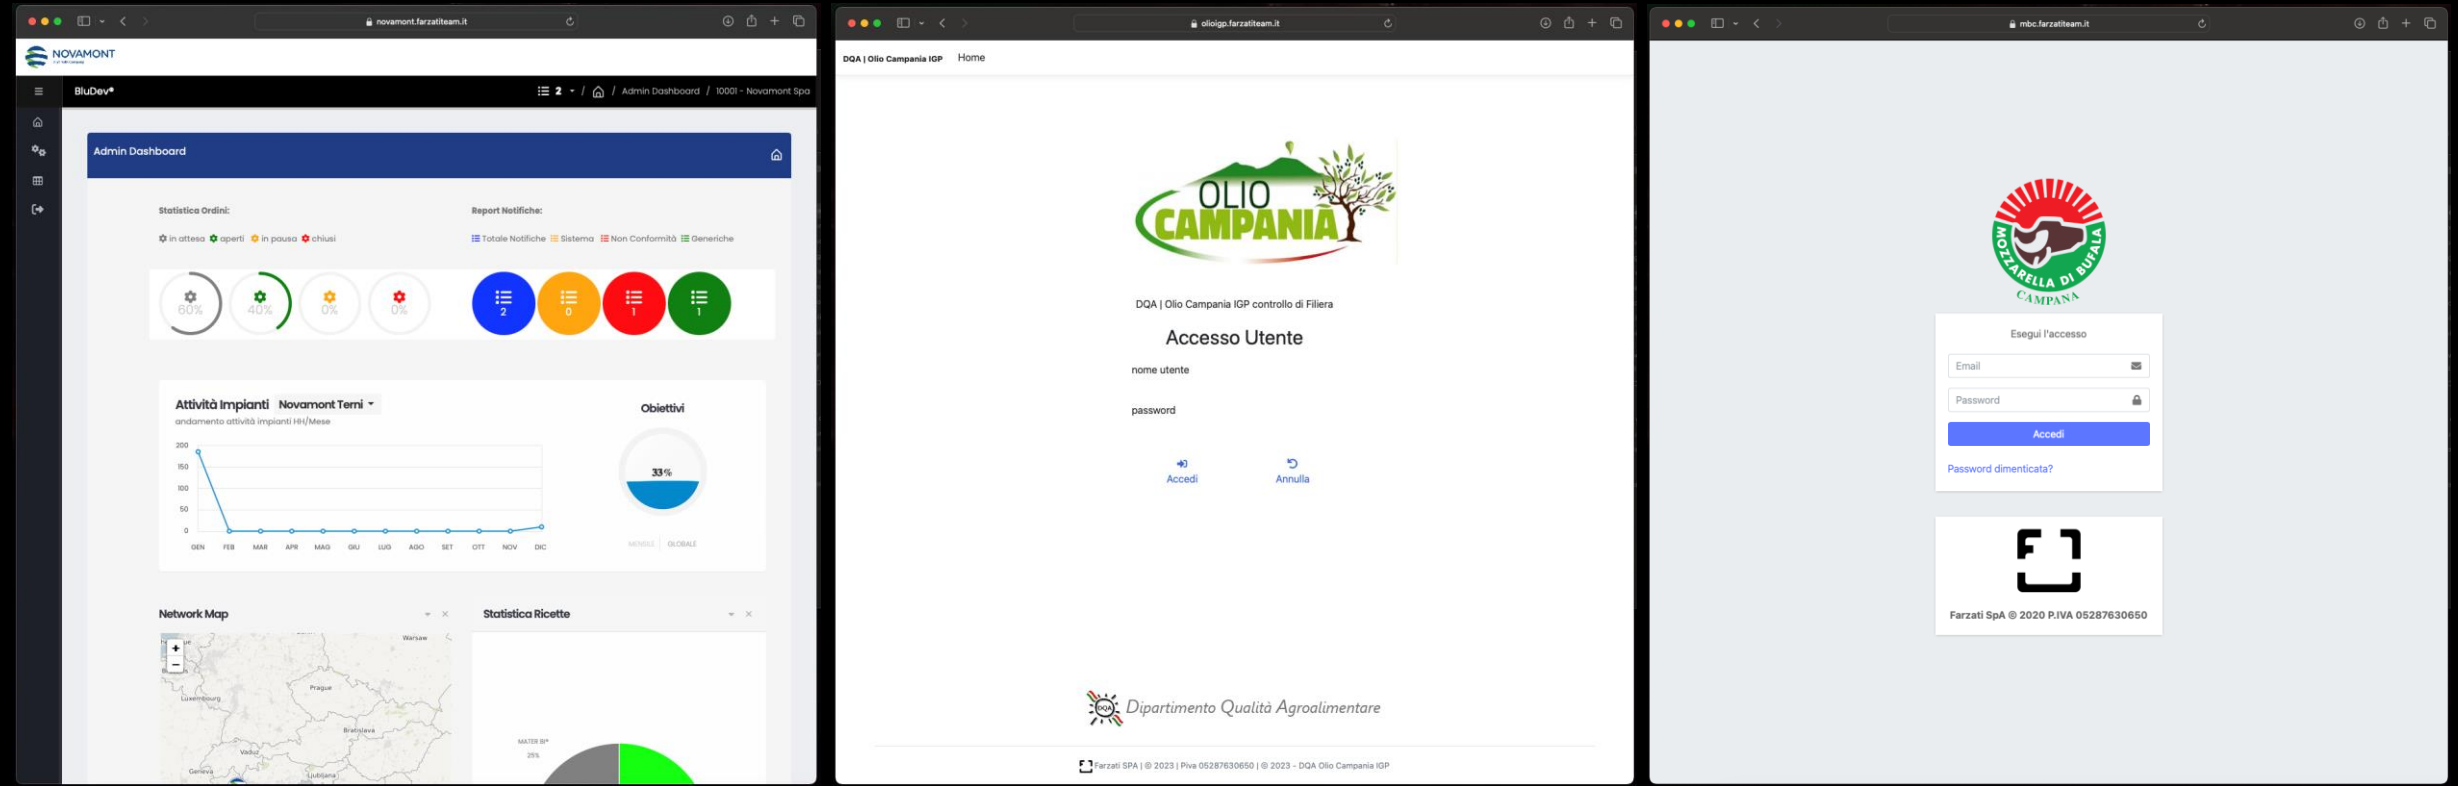 novamont.farzatiteam.it
NOVAMONT
BluDev®
2 / / Admin Dashboard / 10001 - Novamont Spa
Admin Dashboard
Statistica Ordini:
in attesa aperti in pausa chiusi
60% 40% 0% 0%
Report Notifiche:
Totale Notifiche Sistema Non Conformità Generiche
2 0 1 1
Attività Impianti Novamont Terni
andamento attività impianti HH/Mese
200
150
100
50
0
GEN FEB MAR APR MAG GIU LUG AGO SET OTT NOV DIC
Obiettivi
33%
MENSILE GLOBALE
Network Map
+
−
Warsaw
Prague
Luxembourg
Bratislava
Vaduz
Geneva
Ljubljana
Statistica Ricette
MATER BI®
25%
olioigp.farzatiteam.it
DQA | Olio Campania IGP Home
OLIO
CAMPANIA
DQA | Olio Campania IGP controllo di Filiera
Accesso Utente
nome utente
password
Accedi Annulla
DQA Dipartimento Qualità Agroalimentare
Farzati SPA | © 2023 | Piva 05287630650 | © 2023 - DQA Olio Campania IGP
mbc.farzatiteam.it
MOZZARELLA DI BUFALA
CAMPANA
Esegui l'accesso
Email
Password
Accedi
Password dimenticata?
Farzati SpA © 2020 P.IVA 05287630650